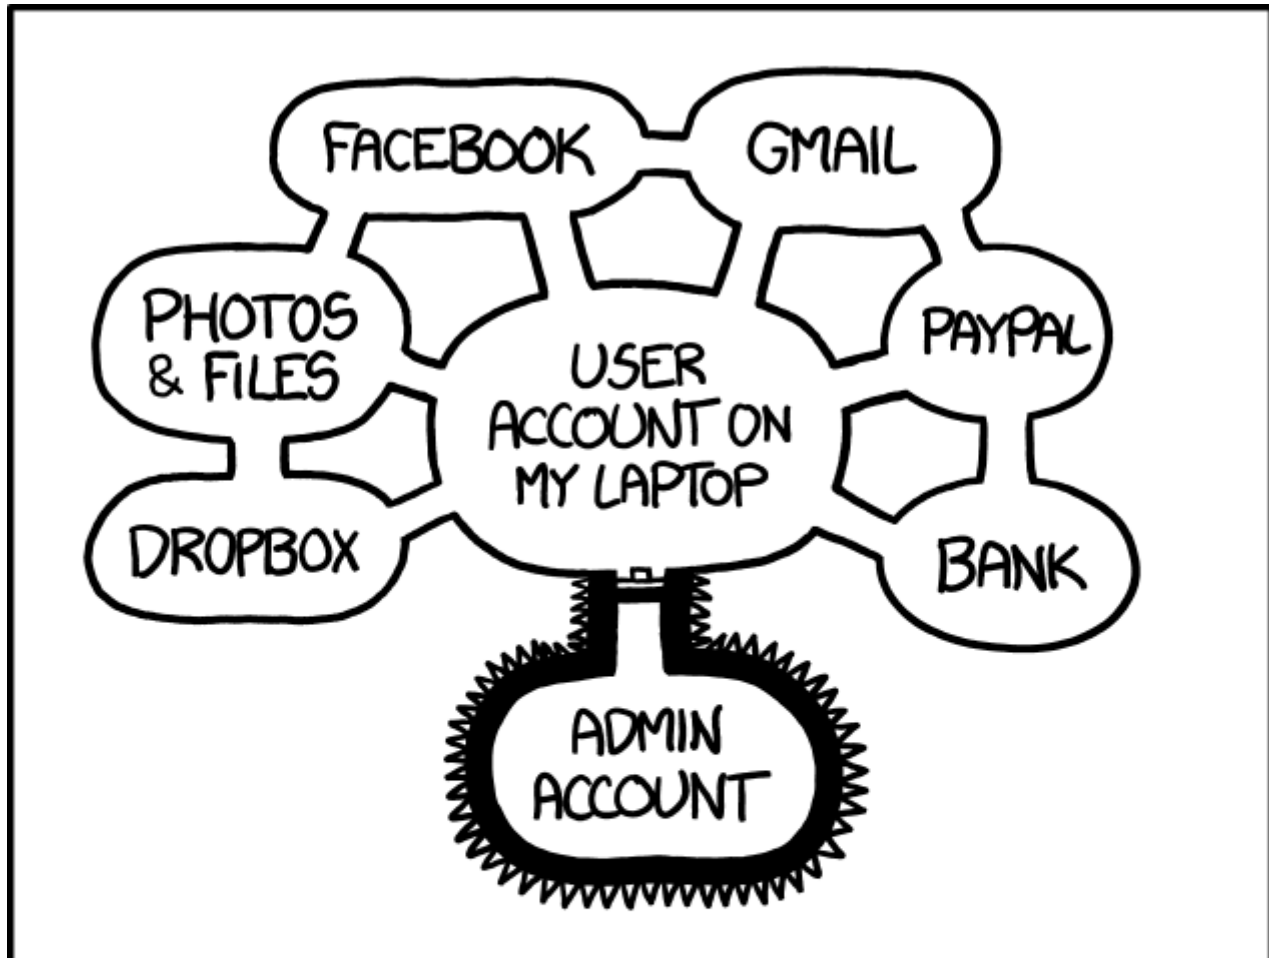 FACEBOOK
GMAIL
PHOTOS
& FILES
USER
ACCOUNT ON
MY LAPTOP
PAYPAL
DROPBOX
BANK
ADMIN
ACCOUNT